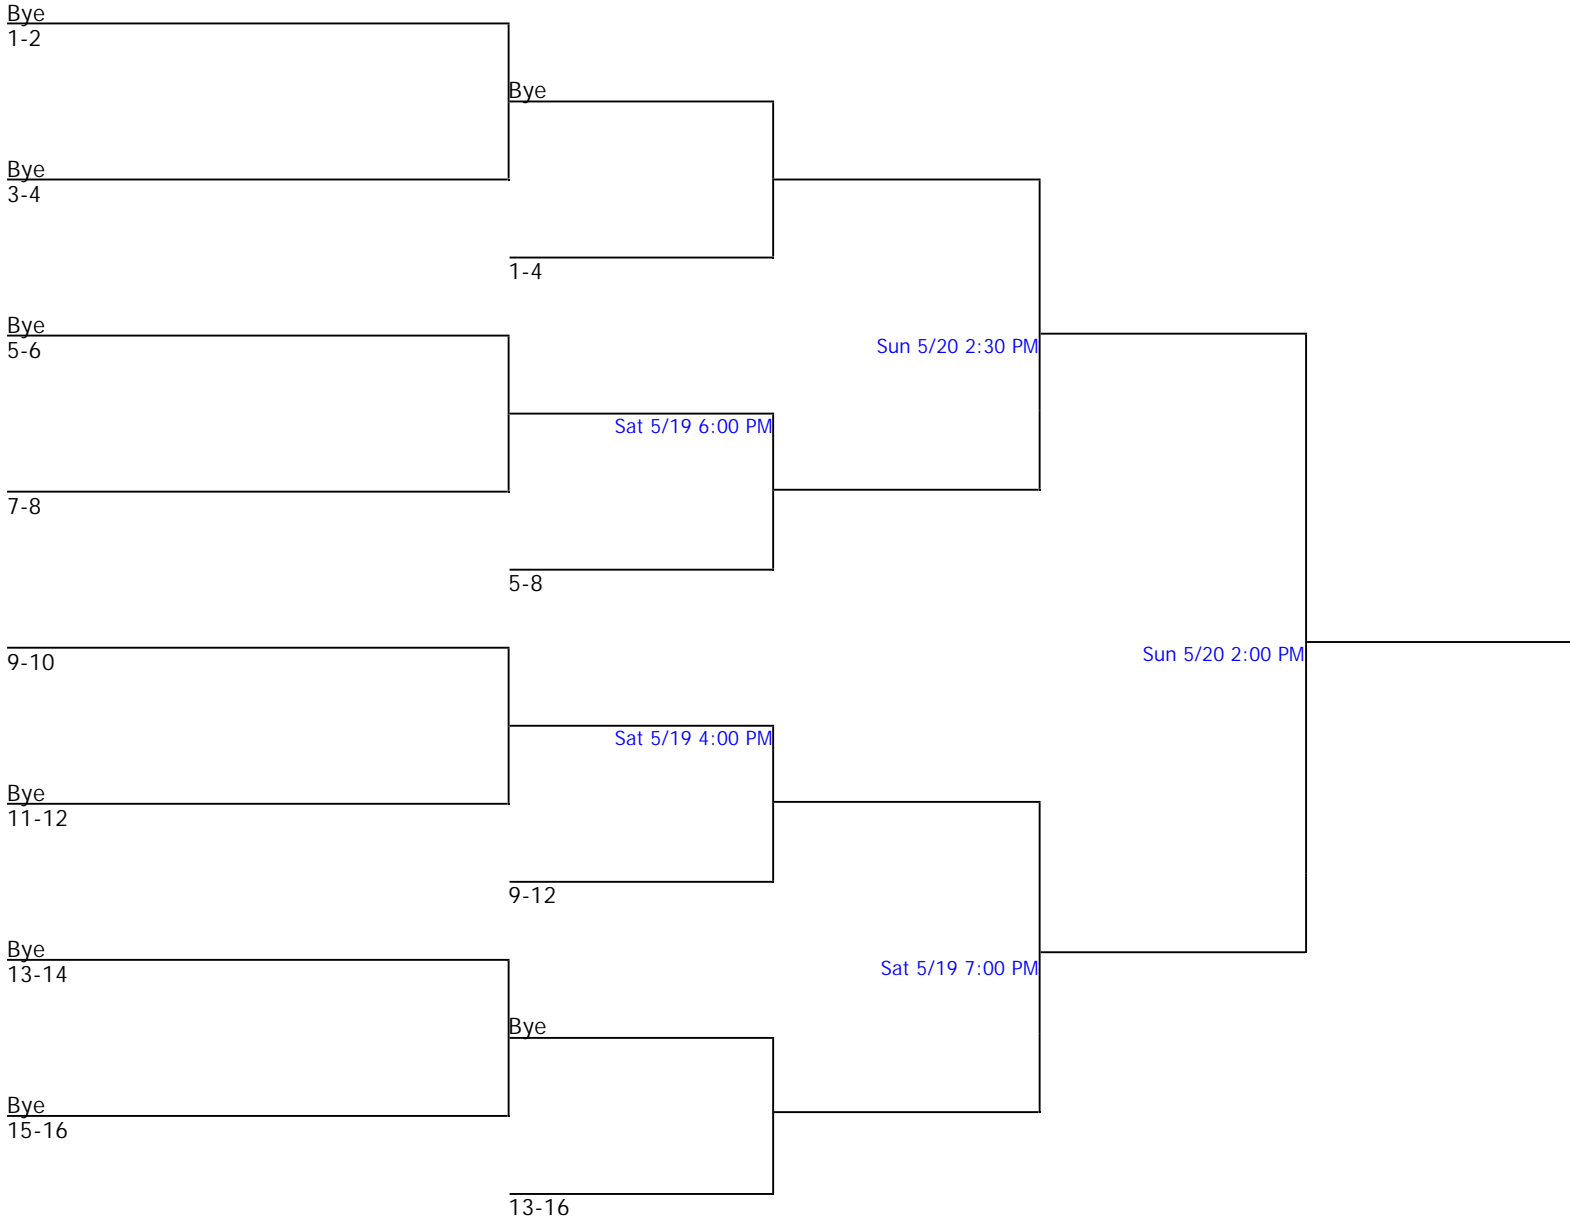 Bye
1-2
Bye
Bye
3-4
1-4
Bye
5-6
Sun 5/20 2:30 PM
Sat 5/19 6:00 PM
7-8
5-8
9-10
Sun 5/20 2:00 PM
Sat 5/19 4:00 PM
Bye
11-12
9-12
Bye
13-14
Sat 5/19 7:00 PM
Bye
Bye
15-16
13-16